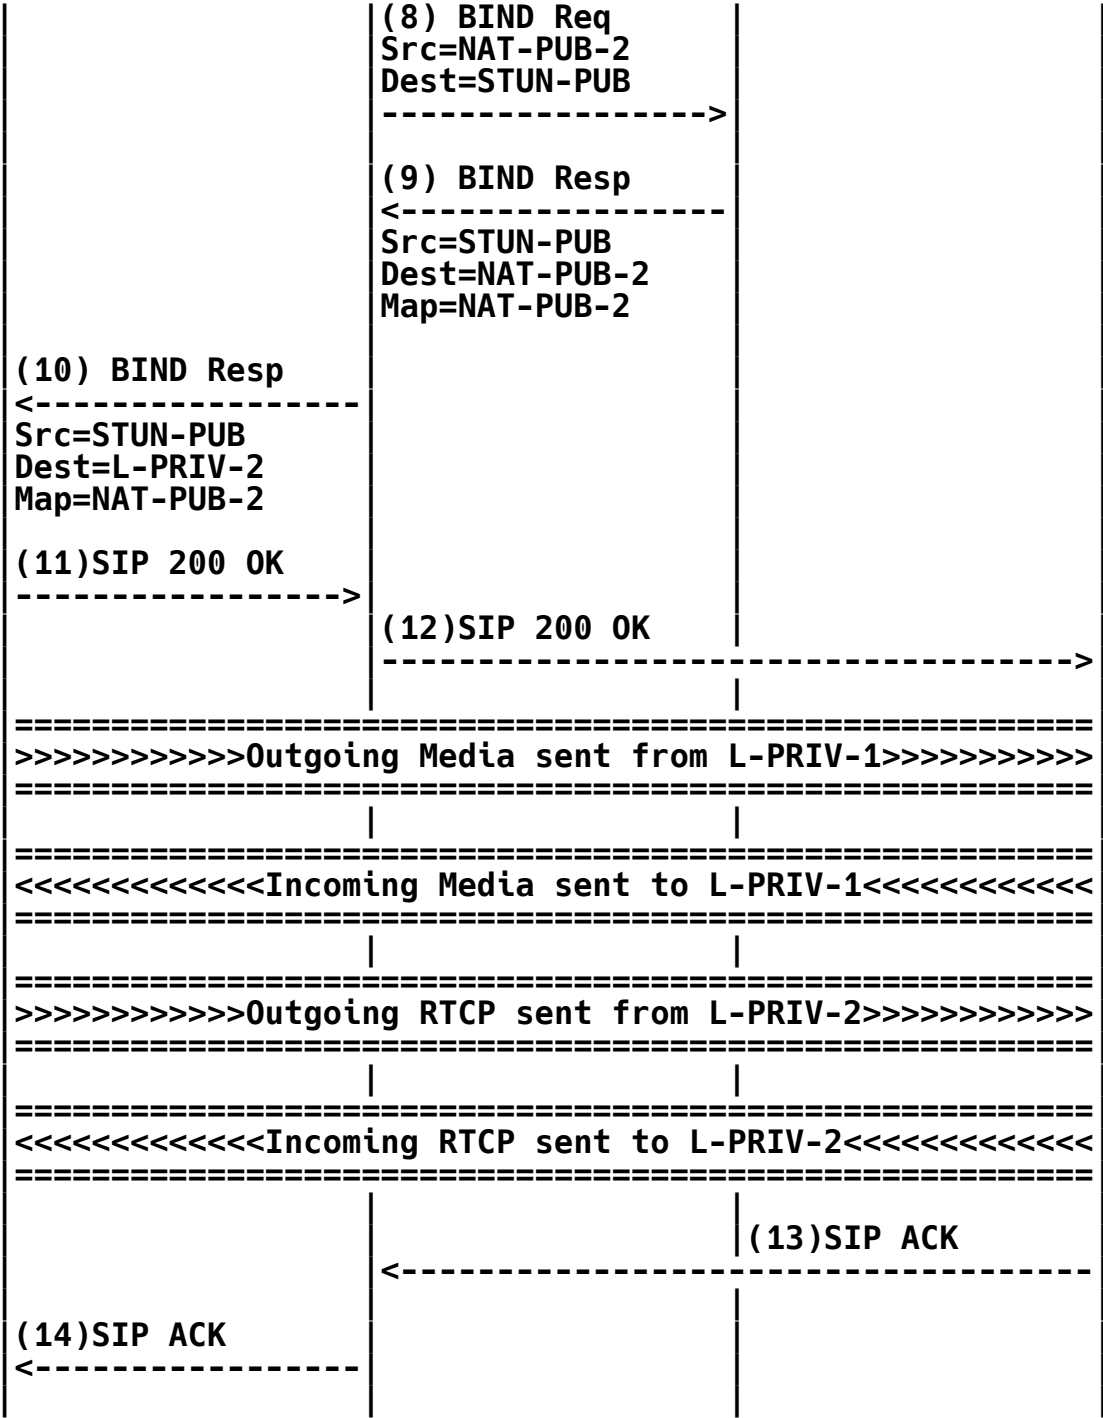 (8) BIND Req
Src=NAT-PUB-2
Dest=STUN-PUB
----------------->
(9) BIND Resp
<-----------------
Src=STUN-PUB
Dest=NAT-PUB-2
Map=NAT-PUB-2
(10) BIND Resp
<-----------------
Src=STUN-PUB
Dest=L-PRIV-2
Map=NAT-PUB-2
(11)SIP 200 OK
----------------->
(12)SIP 200 OK
------------------------------------>
========================================================
>>>>>>>>>>>>Outgoing Media sent from L-PRIV-1>>>>>>>>>>>
========================================================
========================================================
<<<<<<<<<<<<<Incoming Media sent to L-PRIV-1<<<<<<<<<<<<
========================================================
========================================================
>>>>>>>>>>>>Outgoing RTCP sent from L-PRIV-2>>>>>>>>>>>>
========================================================
========================================================
<<<<<<<<<<<<<Incoming RTCP sent to L-PRIV-2<<<<<<<<<<<<<
========================================================
(13)SIP ACK
<------------------------------------
(14)SIP ACK
<-----------------